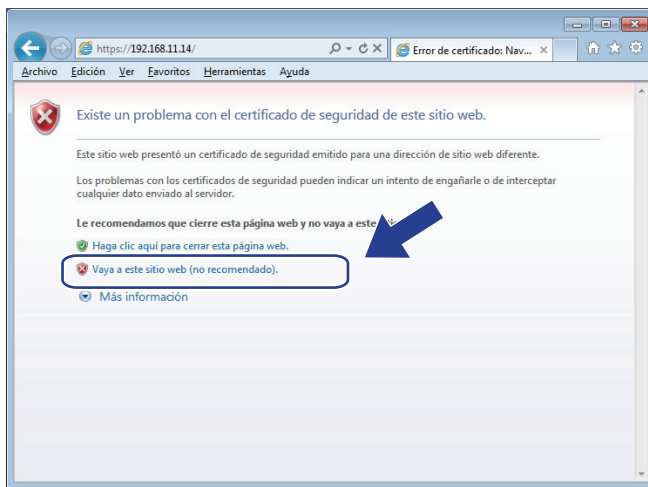 https://192.168.11.14/
Error de certificado: Nav...
Archivo Edición Ver Favoritos Herramientas Ayuda
Existe un problema con el certificado de seguridad de este sitio web.
Este sitio web presentó un certificado de seguridad emitido para una dirección de sitio web diferente.
Los problemas con los certificados de seguridad pueden indicar un intento de engañarle o de interceptar
cualquier dato enviado al servidor.
Le recomendamos que cierre esta página web y no vaya a este
Haga clic aquí para cerrar esta página web.
Vaya a este sitio web (no recomendado).
Más información